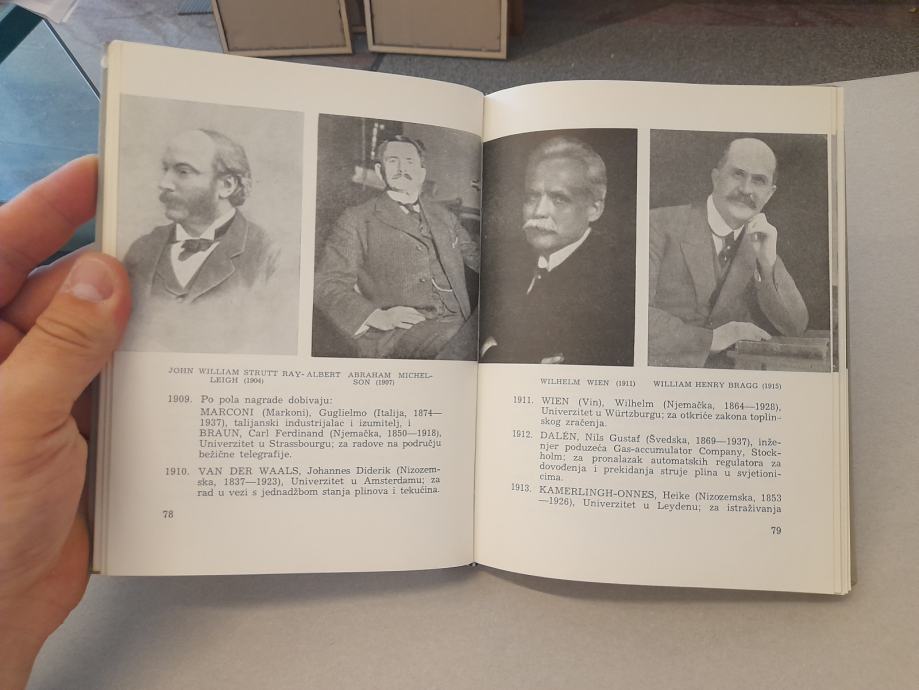 JOHN WILLIAM STRUTT RAY-
LEIGH (1904)
ALBERT ABRAHAM MICHEL-
SON (1907)
1909. Po pola nagrade dobivaju:
MARCONI (Markoni), Guglielmo (Italija, 1874—
1937), talijanski industrijalac i izumitelj, i
BRAUN, Carl Ferdinand (Njemačka, 1850—1918),
Univerzitet u Strassbourgu; za radove na području
bežične telegrafije.
1910. VAN DER WAALS, Johannes Diderik (Nizozem-
ska, 1837—1923), Univerzitet u Amsterdamu; za
rad u vezi s jednadžbom stanja plinova i tekućina.
78
WILHELM WIEN (1911)
WILLIAM HENRY BRAGG (1915)
1911. WIEN (Vin), Wilhelm (Njemačka, 1864—1928),
Univerzitet u Würtzburgu; za otkriće zakona toplin-
skog zračenja.
1912. DALÉN, Nils Gustaf (Švedska, 1869—1937), inže-
njer poduzeća Gas-accumulator Company, Stock-
holm; za pronalazak automatskih regulatora za
dovođenja i prekidanja struje plina u svjetioni-
cima.
1913. KAMERLINGH-ONNES, Heike (Nizozemska, 1853
—1926), Univerzitet u Leydenu; za istraživanja
79